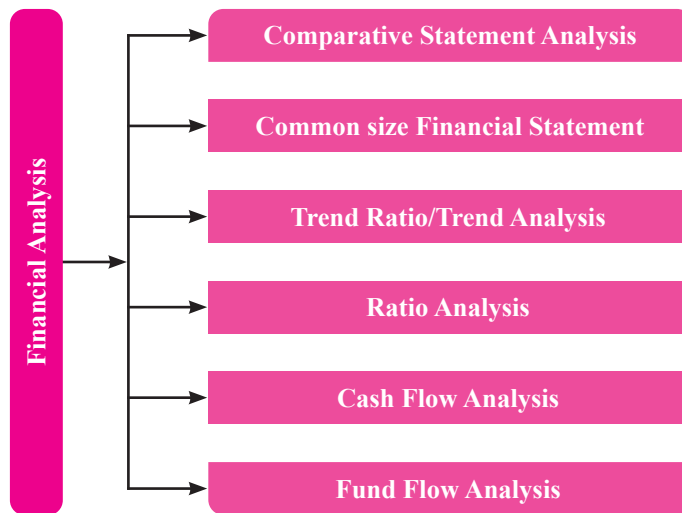 Financial Analysis
Comparative Statement Analysis
Common size Financial Statement
Trend Ratio/Trend Analysis
Ratio Analysis
Cash Flow Analysis
Fund Flow Analysis